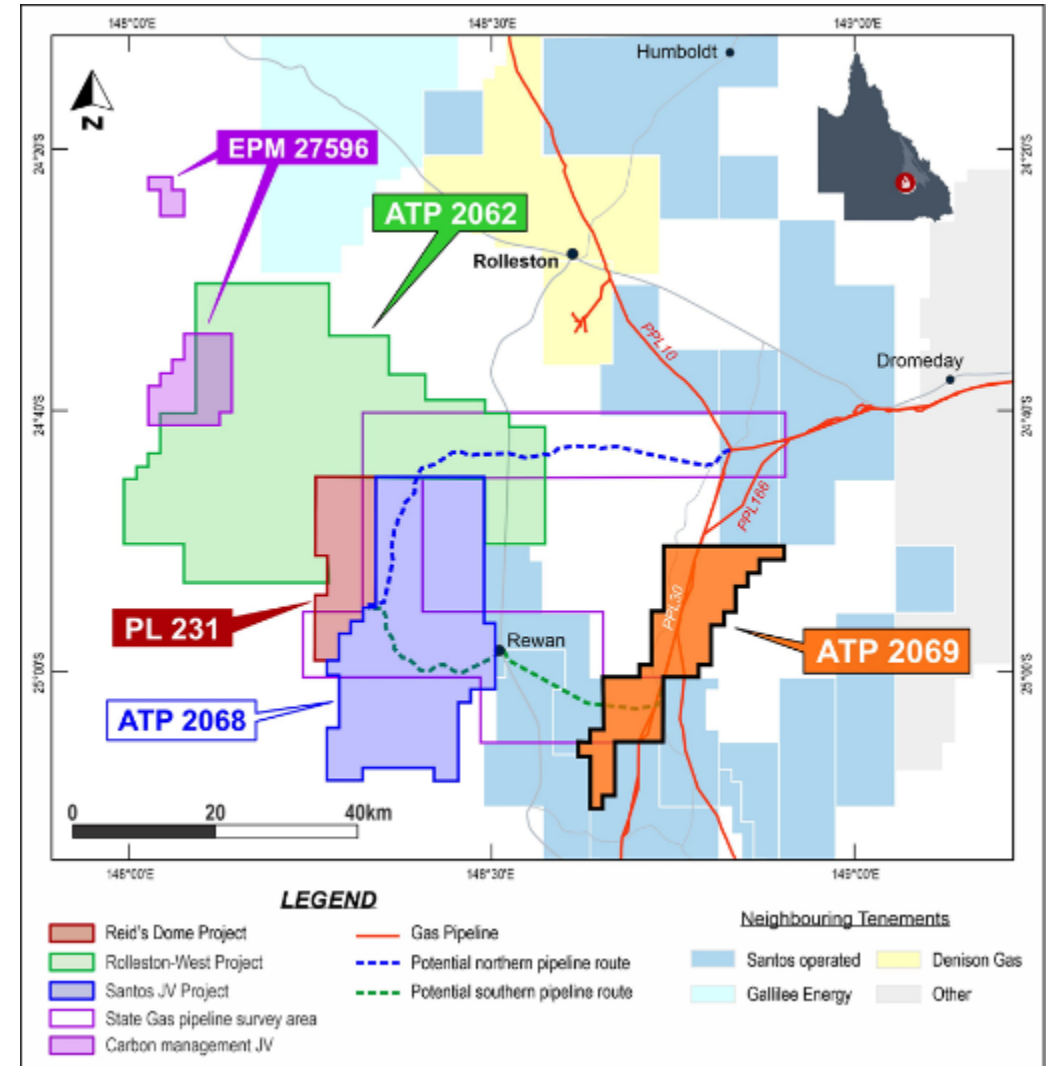 148°00'E 148°30'E 149°00'E
Humboldt
N
24°20'S 24°20'S
EPM 27596
ATP 2062
Rolleston
PPL10
Dromeday
24°40'S 24°40'S
PPL166
PL 231
PPL30
Rewan
ATP 2069
25°00'S 25°00'S
ATP 2068
0 20 40km
148°00'E 148°30'E 149°00'E
LEGEND
Reid's Dome Project
Rolleston-West Project
Santos JV Project
State Gas pipeline survey area
Carbon management JV
Gas Pipeline
Potential northern pipeline route
Potential southern pipeline route
Neighbouring Tenements
Santos operated
Denison Gas
Gallilee Energy
Other